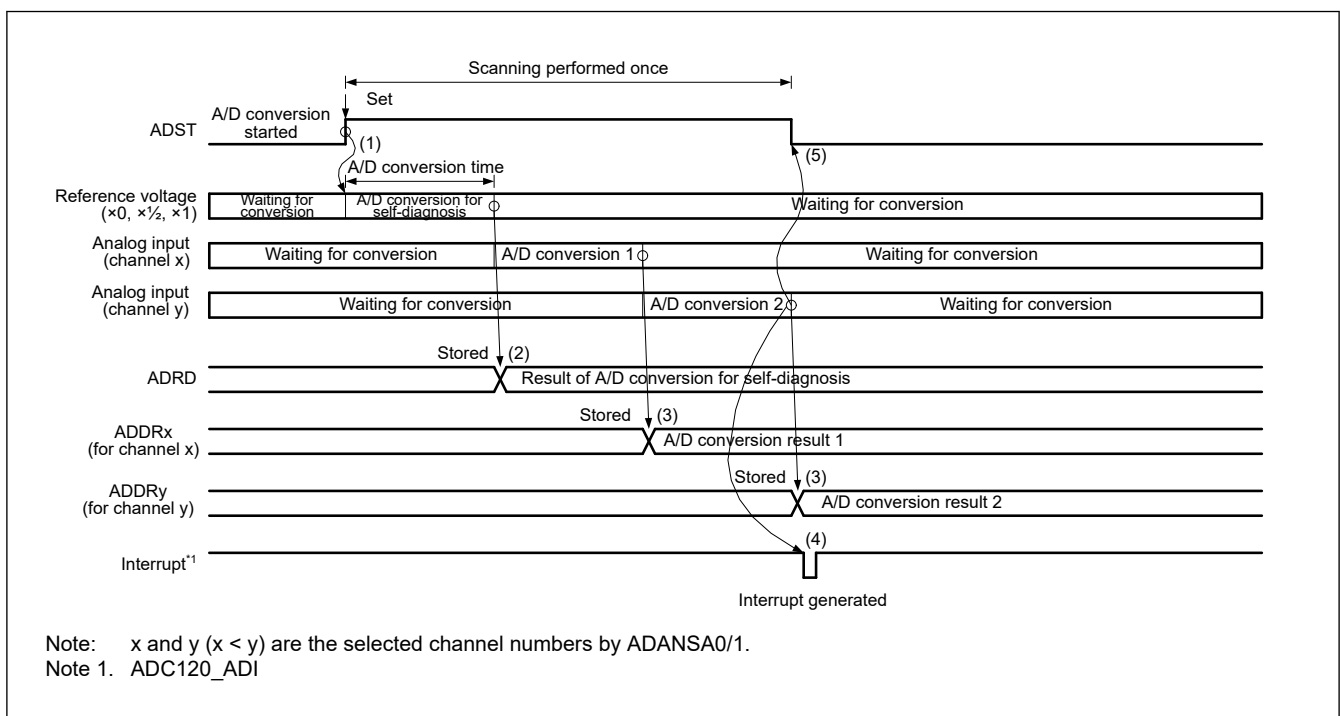 Scanning performed once
Set
A/D conversion
started
ADST
(1)
(5)
A/D conversion time
Reference voltage
(×0, ×½, ×1)
Waiting for
conversion
A/D conversion for
self-diagnosis
Waiting for conversion
Analog input
(channel x)
Waiting for conversion
A/D conversion 1
Waiting for conversion
Analog input
(channel y)
Waiting for conversion
A/D conversion 2
Waiting for conversion
Stored
(2)
ADRD
Result of A/D conversion for self-diagnosis
Stored
(3)
ADDRx
(for channel x)
A/D conversion result 1
Stored
(3)
ADDRy
(for channel y)
A/D conversion result 2
(4)
Interrupt*1
Interrupt generated
Note: x and y (x < y) are the selected channel numbers by ADANSA0/1.
Note 1. ADC120_ADI